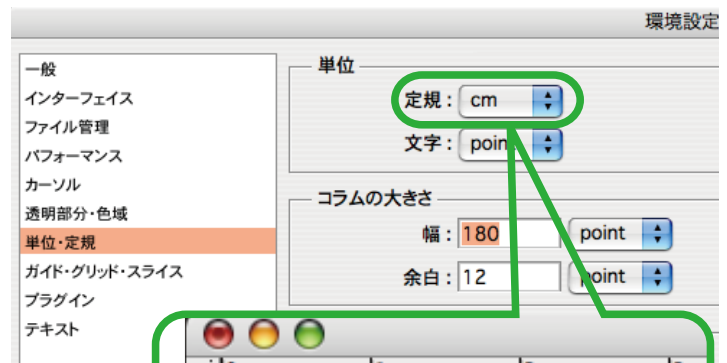 環境設定
一般
インターフェイス
ファイル管理
パフォーマンス
カーソル
透明部分・色域
単位・定規
ガイド・グリッド・スライス
プラグイン
テキスト
単位
定規： cm
文字： point
コラムの大きさ
幅： 180 point
余白： 12 point